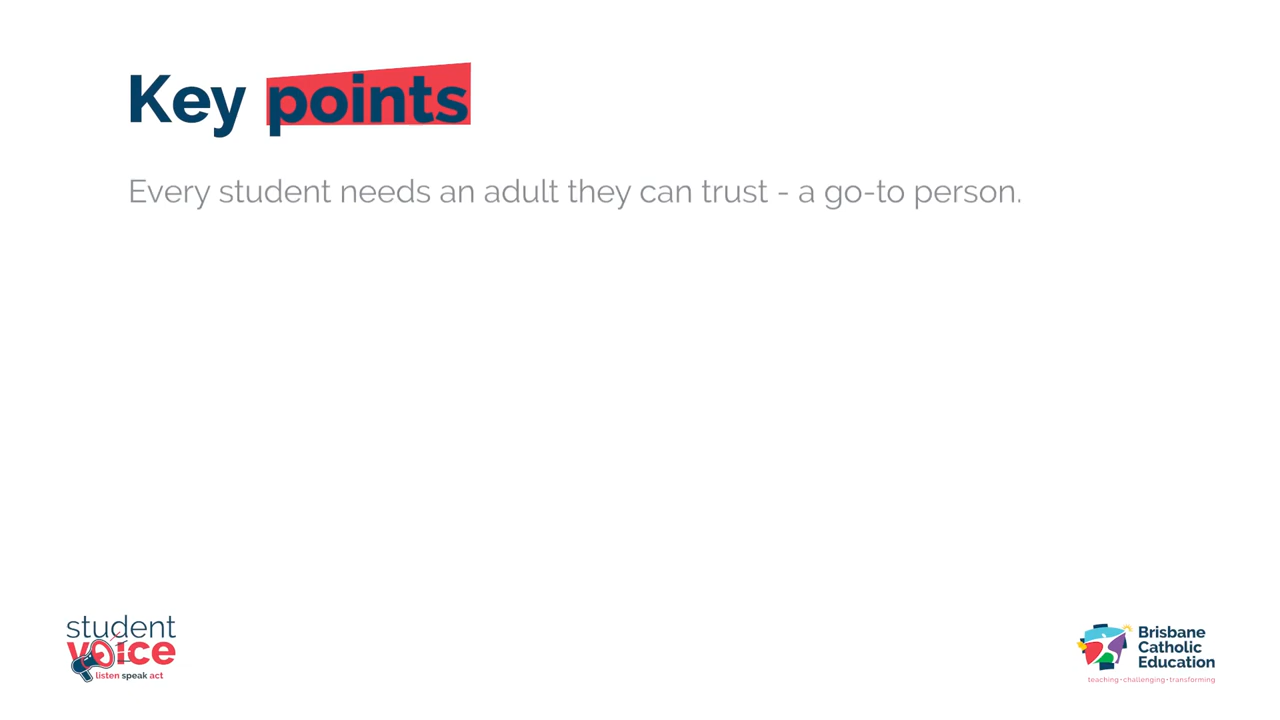 Key points
Every student needs an adult they can trust - a go-to person.
student
voice
listen speak act
Brisbane
Catholic
Education
teaching·challenging·transforming